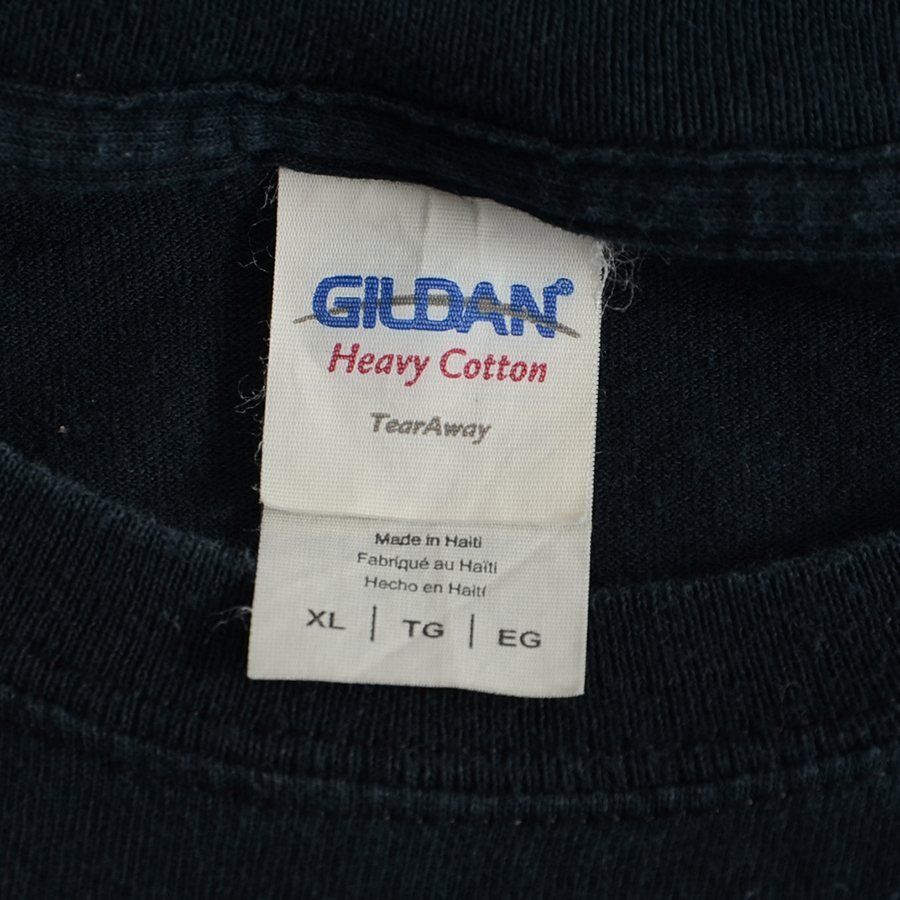 GILDAN®
Heavy Cotton
TearAway
Made in Haiti
Fabriqué au Haïti
Hecho en Haití
XL | TG | EG